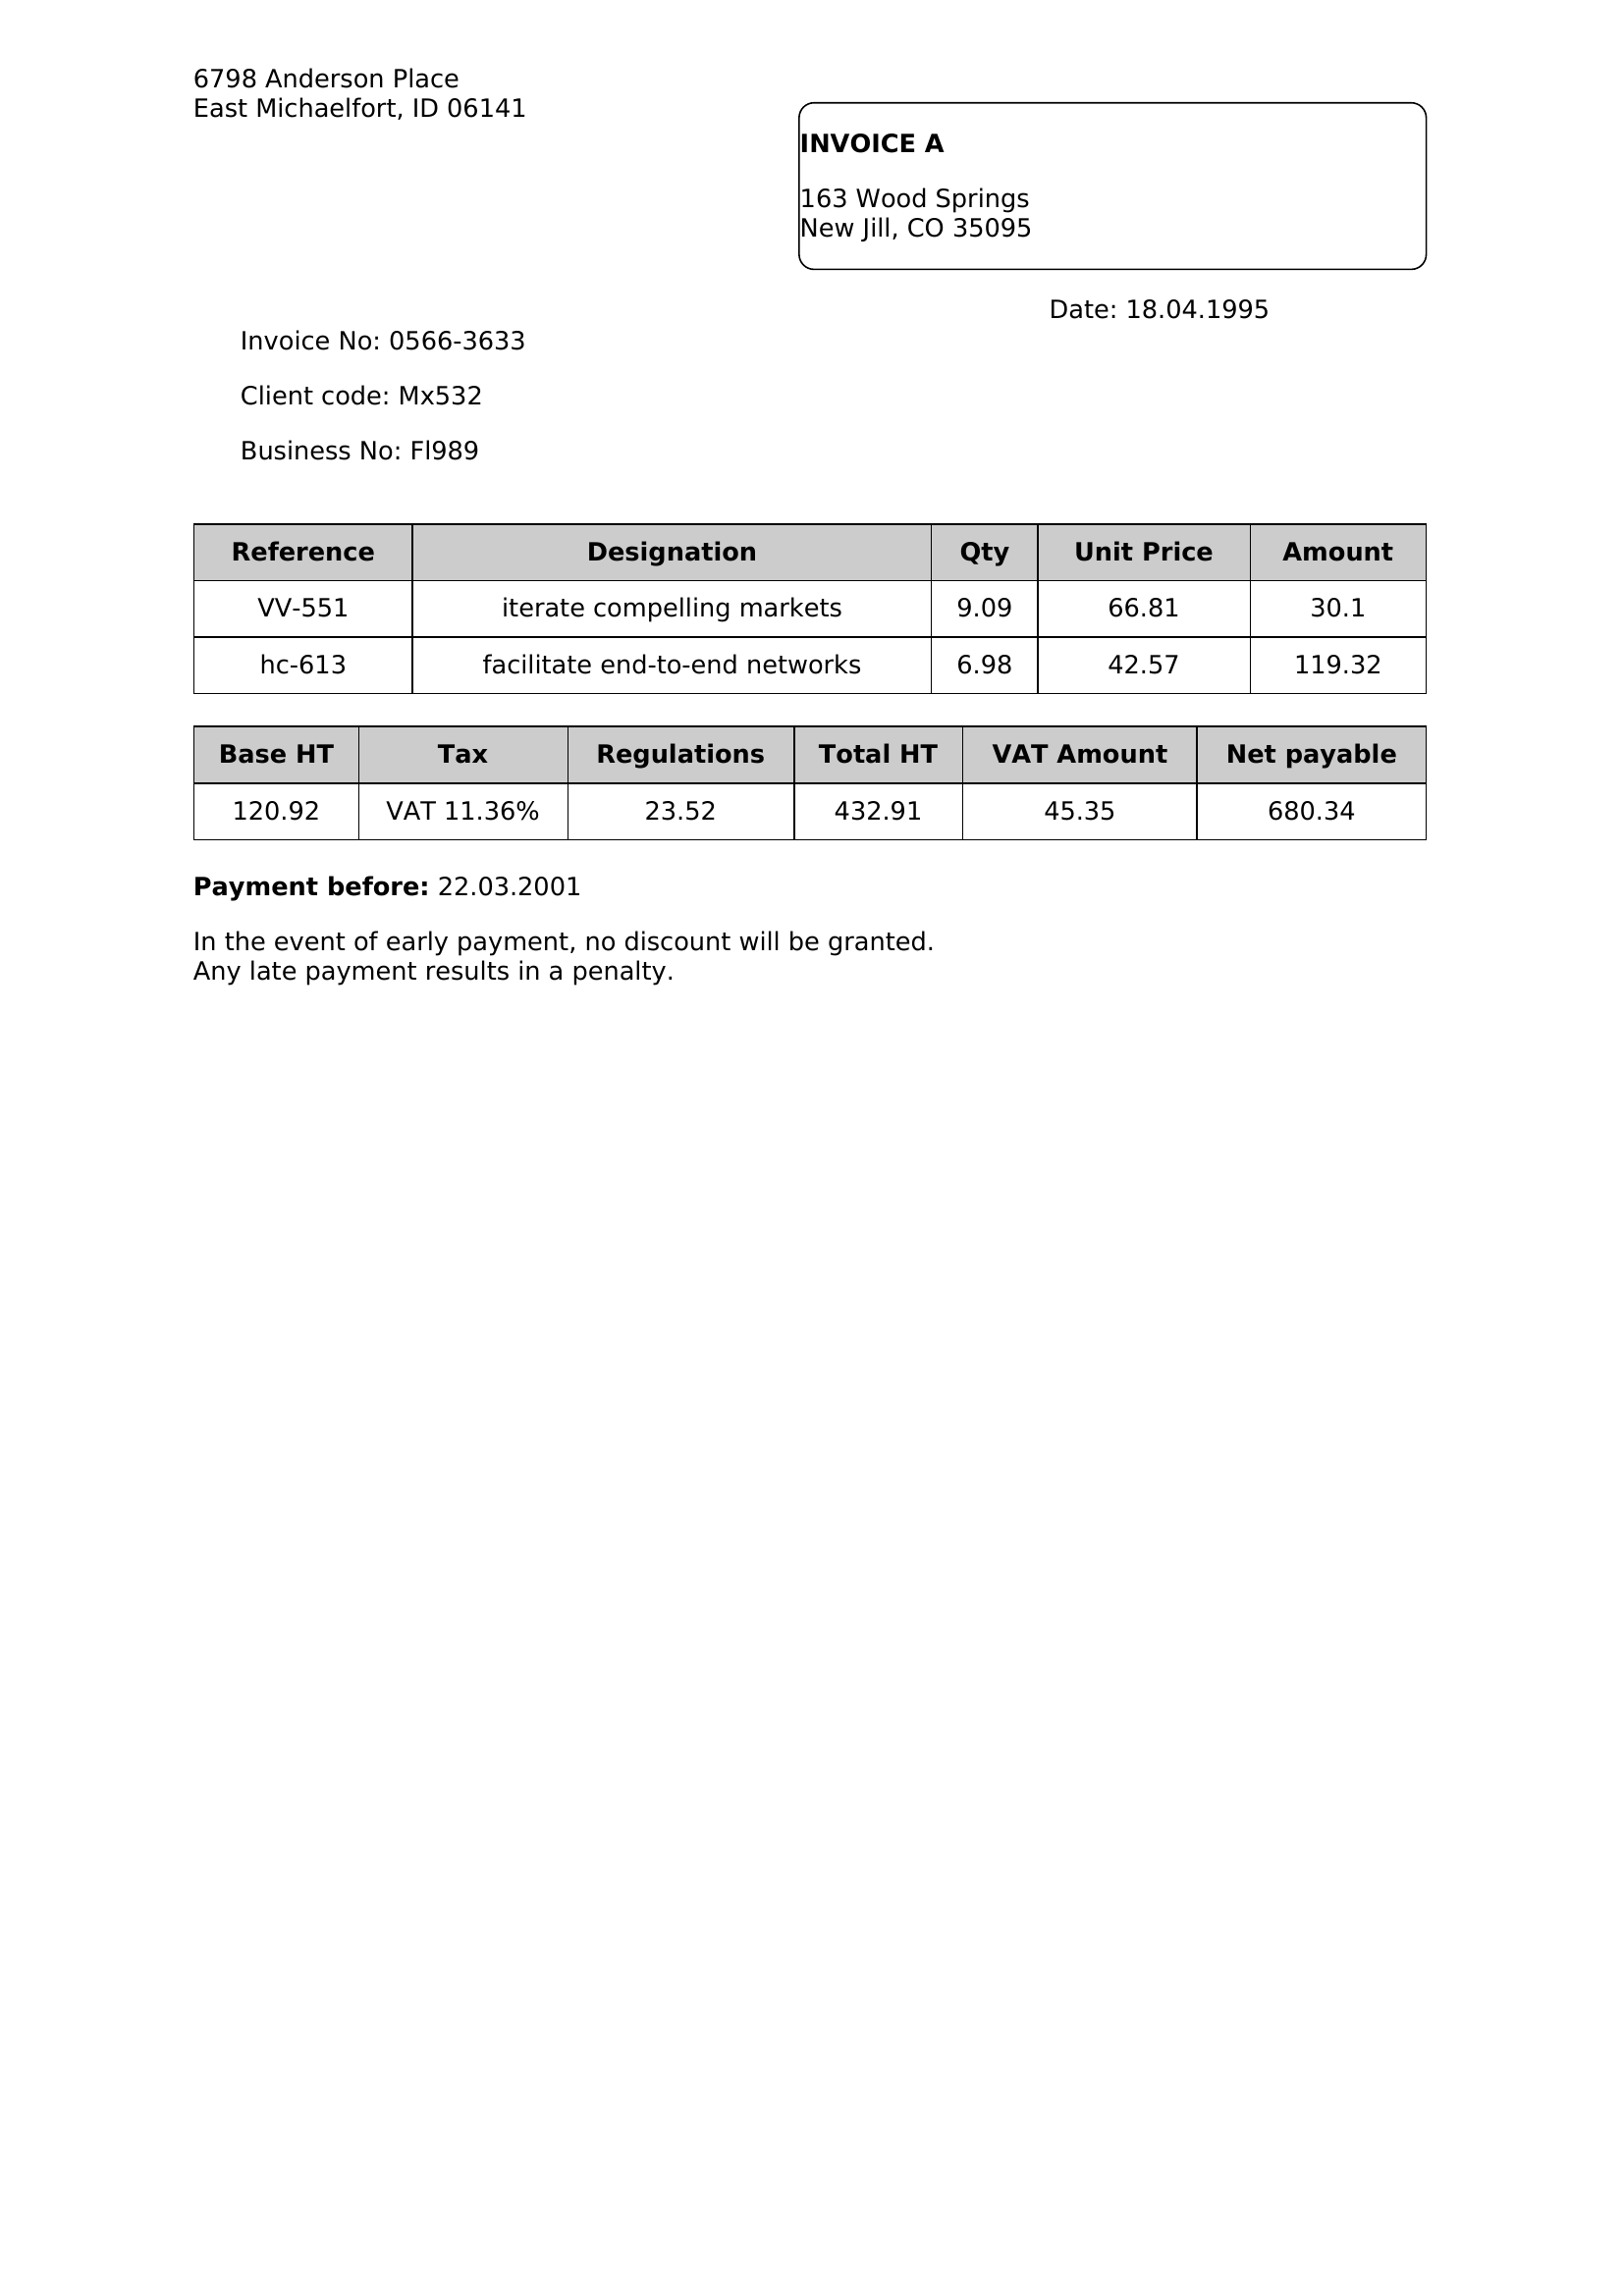 6798 Anderson Place
East Michaelfort, ID 06141
INVOICE A
163 Wood Springs
New Jill, CO 35095
Date: 18.04.1995
Invoice No: 0566-3633
Client code: Mx532
Business No: Fl989
Reference Designation Qty Unit Price Amount
VV-551 iterate compelling markets 9.09 66.81 30.1
hc-613 facilitate end-to-end networks 6.98 42.57 119.32
Base HT Tax Regulations Total HT VAT Amount Net payable
120.92 VAT 11.36% 23.52 432.91 45.35 680.34
Payment before: 22.03.2001
In the event of early payment, no discount will be granted.
Any late payment results in a penalty.